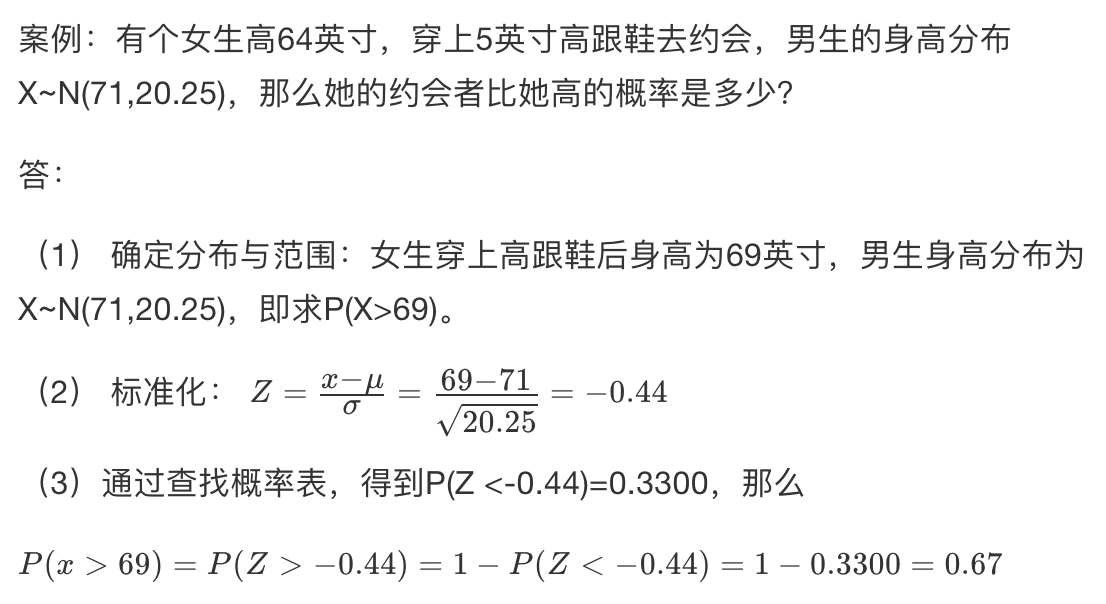 案例：有个女生高64英寸，穿上5英寸高跟鞋去约会，男生的身高分布
X~N(71,20.25)，那么她的约会者比她高的概率是多少？
答：
（1） 确定分布与范围：女生穿上高跟鞋后身高为69英寸，男生身高分布为
X~N(71,20.25)，即求P(X>69)。
（2） 标准化： Z = \frac{x-μ}{σ} = \frac{69-71}{\sqrt{20.25}} = -0.44
（3）通过查找概率表，得到P(Z <-0.44)=0.3300，那么
P(x > 69) = P(Z > -0.44) = 1 - P(Z < -0.44) = 1 - 0.3300 = 0.67